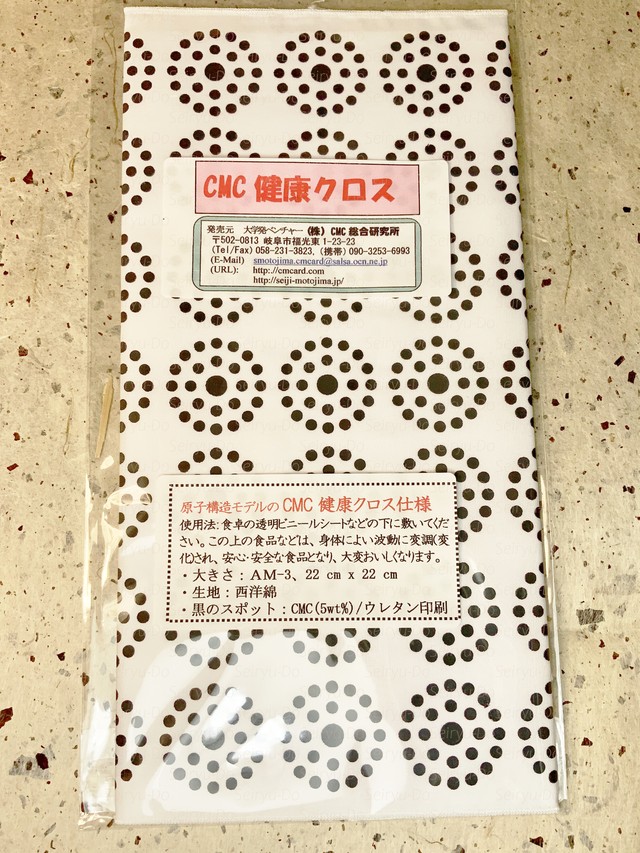 CMC 健康クロス
発売元 大学発ベンチャー (株) CMC 総合研究所
〒502-0813 岐阜市福光東 1-23-23
(Tel/Fax) 058-231-3823, (携帯) 090-3253-6993
(E-Mail) smotojima.cmcard@salsa.ocn.ne.jp
(URL): http://cmcard.com
http://seiji-motojima.jp/
原子構造モデルの CMC 健康クロス仕様
使用法:食卓の透明ビニールシートなどの下に敷いてくだ
さい。この上の食品などは、身体によい波動に変調(変
化)され、安心・安全な食品となり、大変おいしくなります。
・大きさ:AM-3、22 cm x 22 cm
・生地:西洋綿
・黒のスポット:CMC(5wt%)/ウレタン印刷